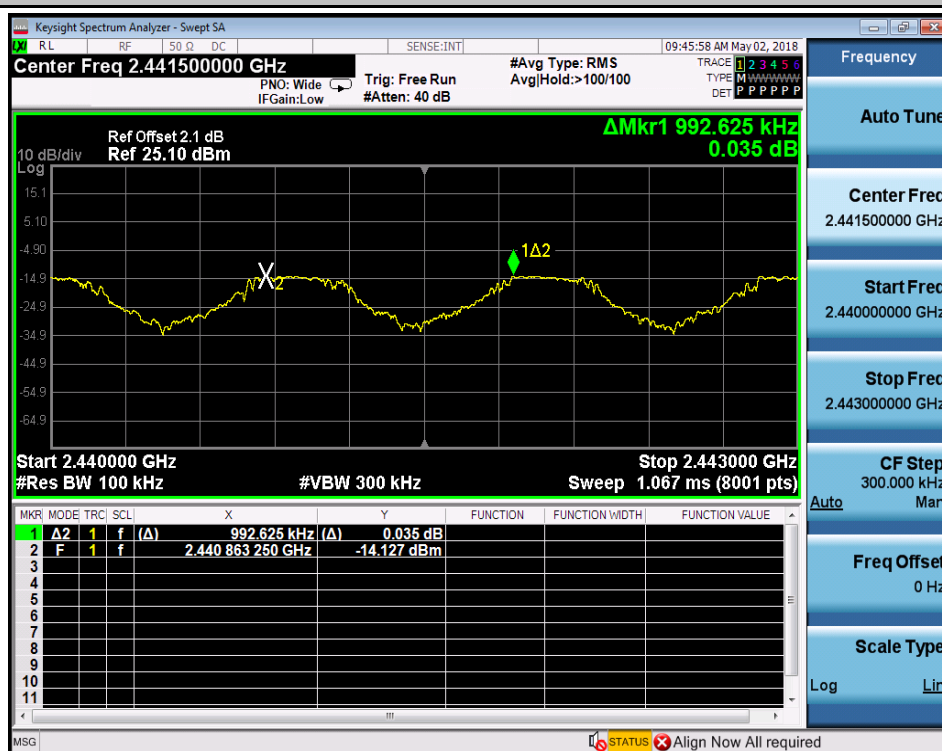 Keysight Spectrum Analyzer - Swept SA
LXI RL RF 50 Ω DC SENSE:INT 09:45:58 AM May 02, 2018
Center Freq 2.441500000 GHz
PNO: Wide
IFGain:Low
Trig: Free Run
#Atten: 40 dB
#Avg Type: RMS
Avg|Hold:>100/100
TRACE 1 2 3 4 5 6
TYPE M WWWWW
DET P P P P P P
Ref Offset 2.1 dB
10 dB/div Ref 25.10 dBm
Log
ΔMkr1 992.625 kHz
0.035 dB
15.1
5.10
-4.90
-14.9
-24.9
-34.9
-44.9
-54.9
-64.9
X2
1Δ2
Start 2.440000 GHz Stop 2.443000 GHz
#Res BW 100 kHz #VBW 300 kHz Sweep 1.067 ms (8001 pts)
MKR MODE TRC SCL X Y FUNCTION FUNCTION WIDTH FUNCTION VALUE
1 Δ2 1 f (Δ) 992.625 kHz (Δ) 0.035 dB
2 F 1 f 2.440 863 250 GHz -14.127 dBm
3
4
5
6
7
8
9
10
11
MSG STATUS Align Now All required
Frequency
Auto Tune
Center Freq
2.441500000 GHz
Start Freq
2.440000000 GHz
Stop Freq
2.443000000 GHz
CF Step
300.000 kHz
Auto Man
Freq Offset
0 Hz
Scale Type
Log Lin